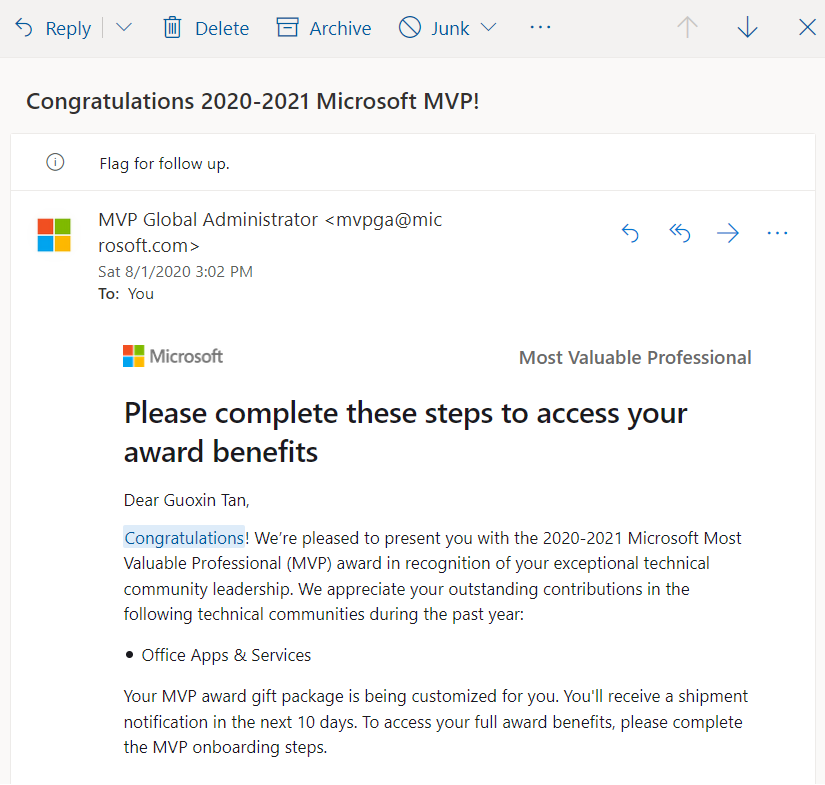 Reply Delete Archive Junk ...
Congratulations 2020-2021 Microsoft MVP!
Flag for follow up.
MVP Global Administrator <mvpga@mic
rosoft.com>
Sat 8/1/2020 3:02 PM
To: You
Microsoft Most Valuable Professional
Please complete these steps to access your
award benefits
Dear Guoxin Tan,
Congratulations! We’re pleased to present you with the 2020-2021 Microsoft Most
Valuable Professional (MVP) award in recognition of your exceptional technical
community leadership. We appreciate your outstanding contributions in the
following technical communities during the past year:
• Office Apps & Services
Your MVP award gift package is being customized for you. You'll receive a shipment
notification in the next 10 days. To access your full award benefits, please complete
the MVP onboarding steps.